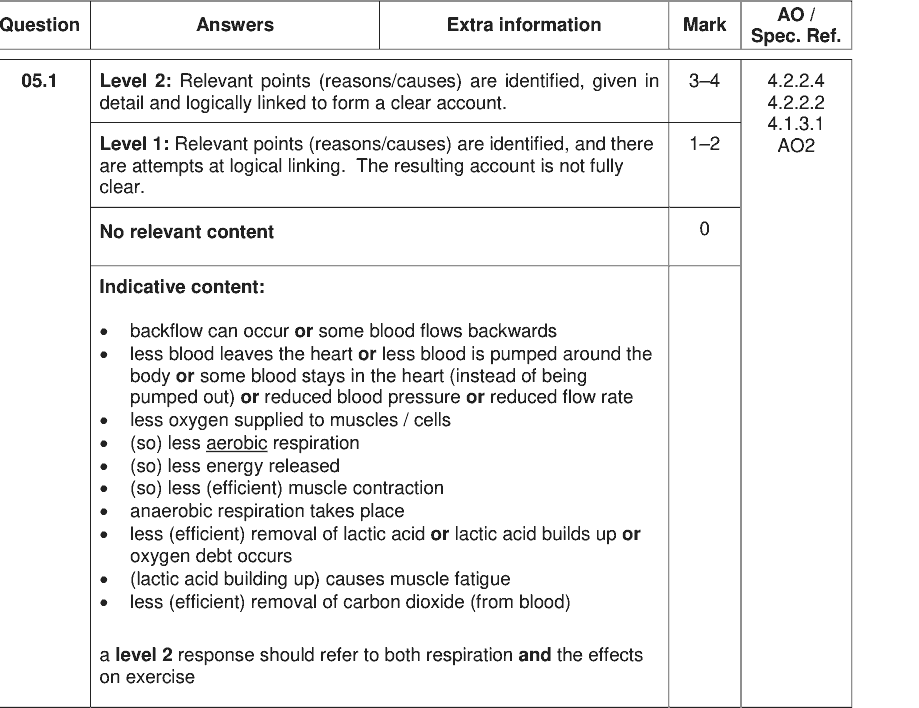 Question Answers Extra information Mark AO /
Spec. Ref.
05.1 Level 2: Relevant points (reasons/causes) are identified, given in
detail and logically linked to form a clear account.
3–4
4.2.2.4
4.2.2.2
4.1.3.1
AO2
Level 1: Relevant points (reasons/causes) are identified, and there
are attempts at logical linking. The resulting account is not fully
clear.
1–2
No relevant content 0
Indicative content:
• backflow can occur or some blood flows backwards
• less blood leaves the heart or less blood is pumped around the
body or some blood stays in the heart (instead of being
pumped out) or reduced blood pressure or reduced flow rate
• less oxygen supplied to muscles / cells
• (so) less aerobic respiration
• (so) less energy released
• (so) less (efficient) muscle contraction
• anaerobic respiration takes place
• less (efficient) removal of lactic acid or lactic acid builds up or
oxygen debt occurs
• (lactic acid building up) causes muscle fatigue
• less (efficient) removal of carbon dioxide (from blood)
a level 2 response should refer to both respiration and the effects
on exercise